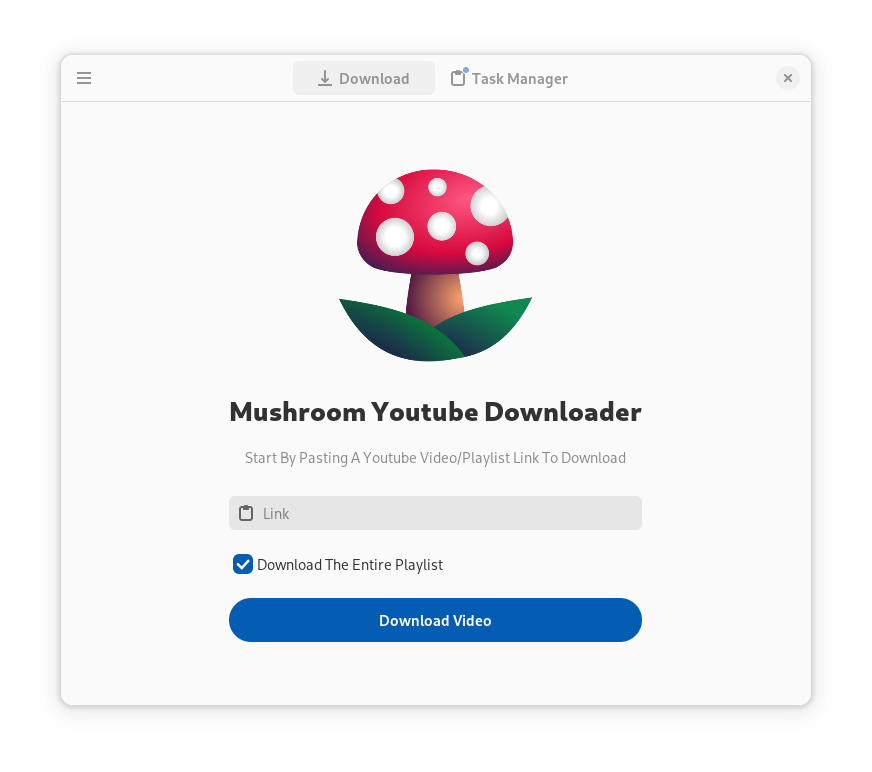 Download
Task Manager
Mushroom Youtube Downloader
Start By Pasting A Youtube Video/Playlist Link To Download
Link
Download The Entire Playlist
Download Video